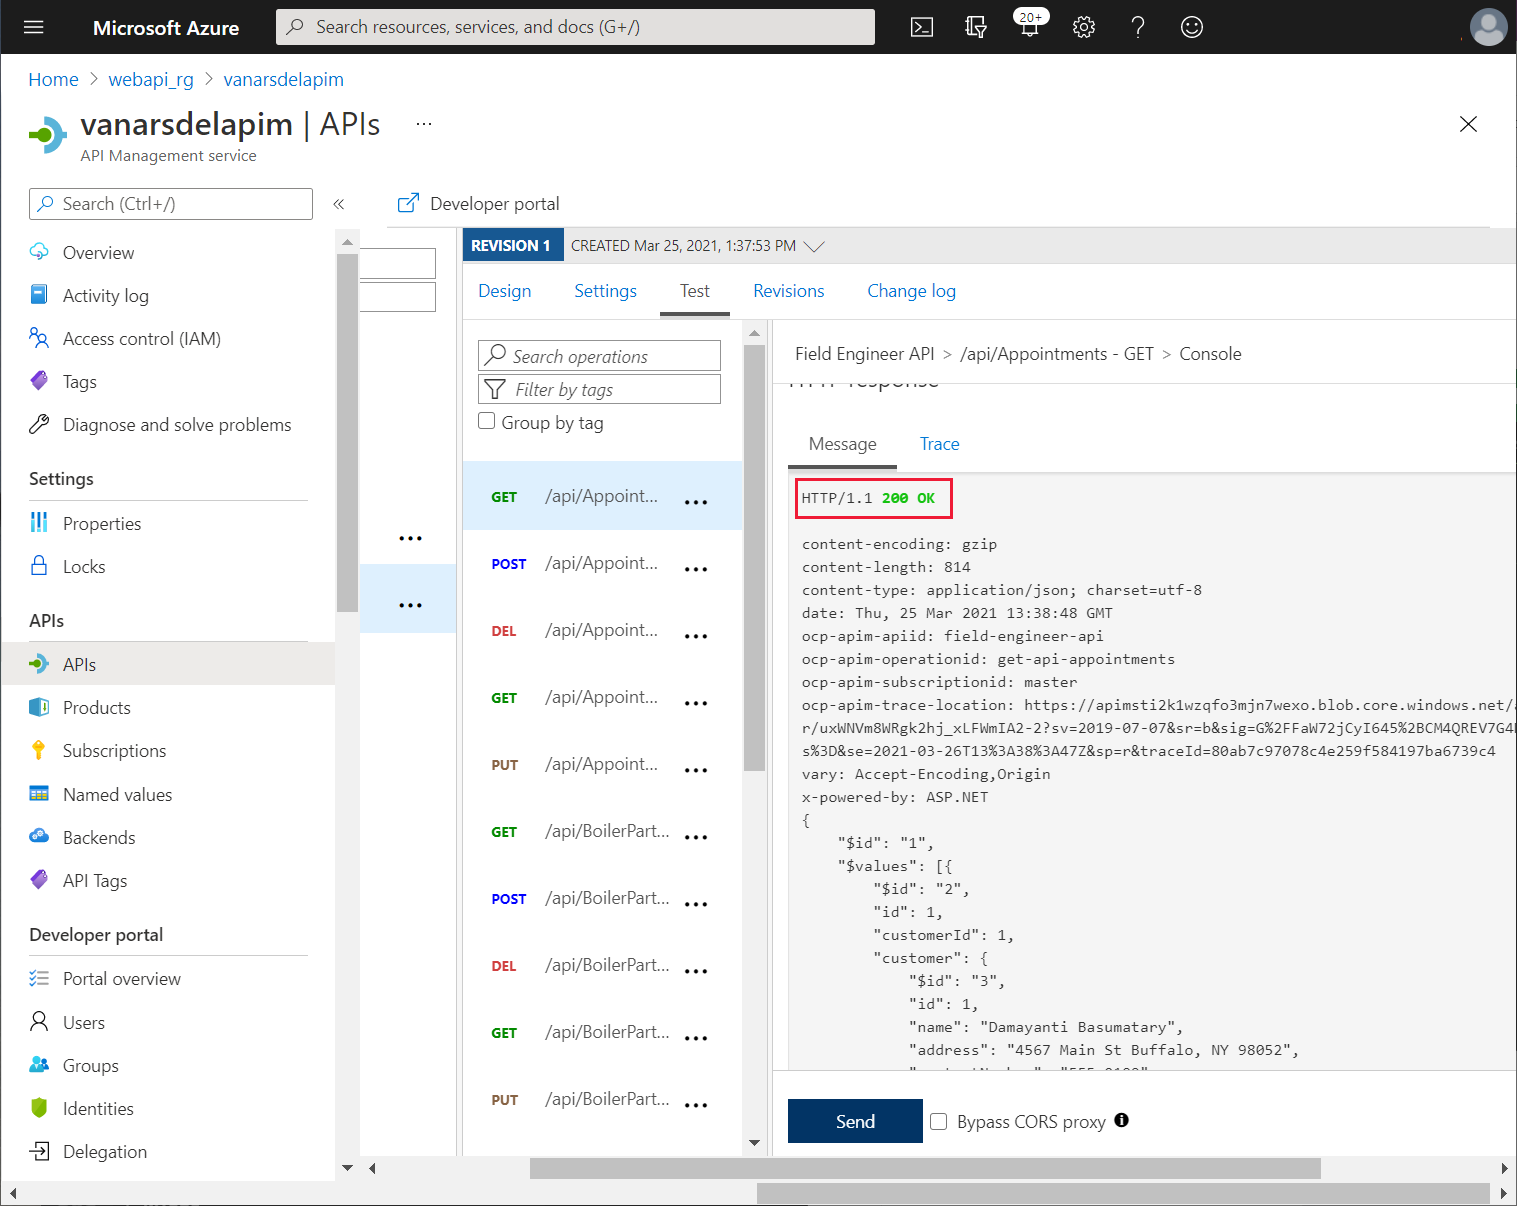 Microsoft Azure
Search resources, services, and docs (G+/)
20+
Home > webapi_rg > vanarsdelapim
vanarsdelapim | APIs ...
API Management service
Search (Ctrl+/)
«
Developer portal
Overview
Activity log
Access control (IAM)
Tags
Diagnose and solve problems
Settings
Properties
Locks
APIs
APIs
Products
Subscriptions
Named values
Backends
API Tags
Developer portal
Portal overview
Users
Groups
Identities
Delegation
...
...
REVISION 1 CREATED Mar 25, 2021, 1:37:53 PM
Design Settings Test Revisions Change log
Search operations
Filter by tags
Group by tag
GET /api/Appoint... ...
POST /api/Appoint... ...
DEL /api/Appoint... ...
GET /api/Appoint... ...
PUT /api/Appoint... ...
GET /api/BoilerPart... ...
POST /api/BoilerPart... ...
DEL /api/BoilerPart... ...
GET /api/BoilerPart... ...
PUT /api/BoilerPart... ...
Field Engineer API > /api/Appointments - GET > Console
HTTP response
Message Trace
HTTP/1.1 200 OK
content-encoding: gzip
content-length: 814
content-type: application/json; charset=utf-8
date: Thu, 25 Mar 2021 13:38:48 GMT
ocp-apim-apiid: field-engineer-api
ocp-apim-operationid: get-api-appointments
ocp-apim-subscriptionid: master
ocp-apim-trace-location: https://apimsti2k1wzqfo3mjn7wexo.blob.core.windows.net/
r/uxWNVm8WRgk2hj_xLFWmIA2-2?sv=2019-07-07&sr=b&sig=G%2FFaW72jCyI645%2BCM4QREV7G4
s%3D&se=2021-03-26T13%3A38%3A47Z&sp=r&traceId=80ab7c97078c4e259f584197ba6739c4
vary: Accept-Encoding,Origin
x-powered-by: ASP.NET
{
"$id": "1",
"$values": [{
"$id": "2",
"id": 1,
"customerId": 1,
"customer": {
"$id": "3",
"id": 1,
"name": "Damayanti Basumatary",
"address": "4567 Main St Buffalo, NY 98052",
Send
Bypass CORS proxy